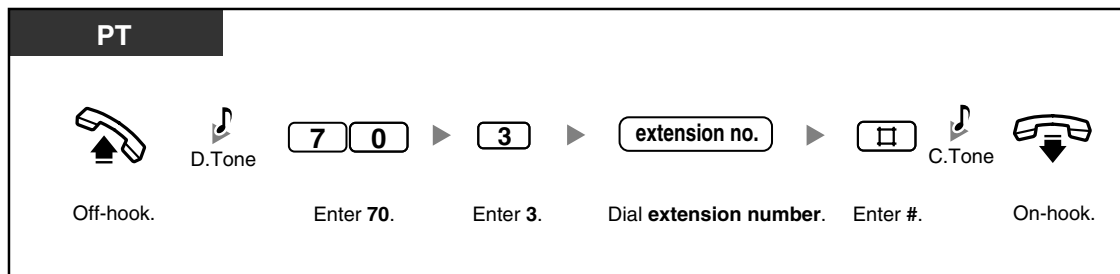 PT
D.Tone
7 0
3
extension no.
C.Tone
Off-hook.
Enter 70.
Enter 3.
Dial extension number.
Enter #.
On-hook.